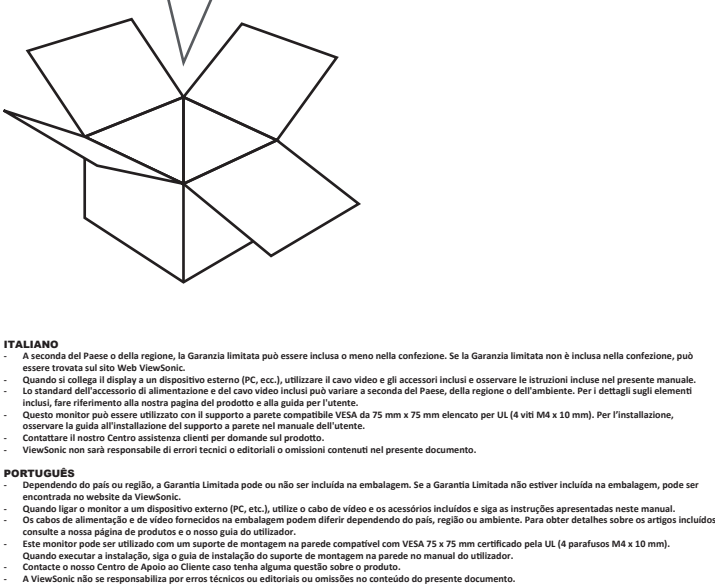 ITALIANO
- A seconda del Paese o della regione, la Garanzia limitata può essere inclusa o meno nella confezione. Se la Garanzia limitata non è inclusa nella confezione, può
essere trovata sul sito Web ViewSonic.
- Quando si collega il display a un dispositivo esterno (PC, ecc.), utilizzare il cavo video e gli accessori inclusi e osservare le istruzioni incluse nel presente manuale.
- Lo standard dell'accessorio di alimentazione e del cavo video inclusi può variare a seconda del Paese, della regione o dell'ambiente. Per i dettagli sugli elementi
inclusi, fare riferimento alla nostra pagina del prodotto e alla guida per l'utente.
- Questo monitor può essere utilizzato con il supporto a parete compatibile VESA da 75 mm x 75 mm elencato per UL (4 viti M4 x 10 mm). Per l'installazione,
osservare la guida all'installazione del supporto a parete nel manuale dell'utente.
- Contattare il nostro Centro assistenza clienti per domande sul prodotto.
- ViewSonic non sarà responsabile di errori tecnici o editoriali o omissioni contenuti nel presente documento.
PORTUGUÊS
- Dependendo do país ou região, a Garantia Limitada pode ou não ser incluída na embalagem. Se a Garantia Limitada não estiver incluída na embalagem, pode ser
encontrada no website da ViewSonic.
- Quando ligar o monitor a um dispositivo externo (PC, etc.), utilize o cabo de vídeo e os acessórios incluídos e siga as instruções apresentadas neste manual.
- Os cabos de alimentação e de vídeo fornecidos na embalagem podem diferir dependendo do país, região ou ambiente. Para obter detalhes sobre os artigos incluídos
consulte a nossa página de produtos e o nosso guia do utilizador.
- Este monitor pode ser utilizado com um suporte de montagem na parede compatível com VESA 75 x 75 mm certificado pela UL (4 parafusos M4 x 10 mm).
Quando executar a instalação, siga o guia de instalação do suporte de montagem na parede no manual do utilizador.
- Contacte o nosso Centro de Apoio ao Cliente caso tenha alguma questão sobre o produto.
- A ViewSonic não se responsabiliza por erros técnicos ou editoriais ou omissões no conteúdo do presente documento.